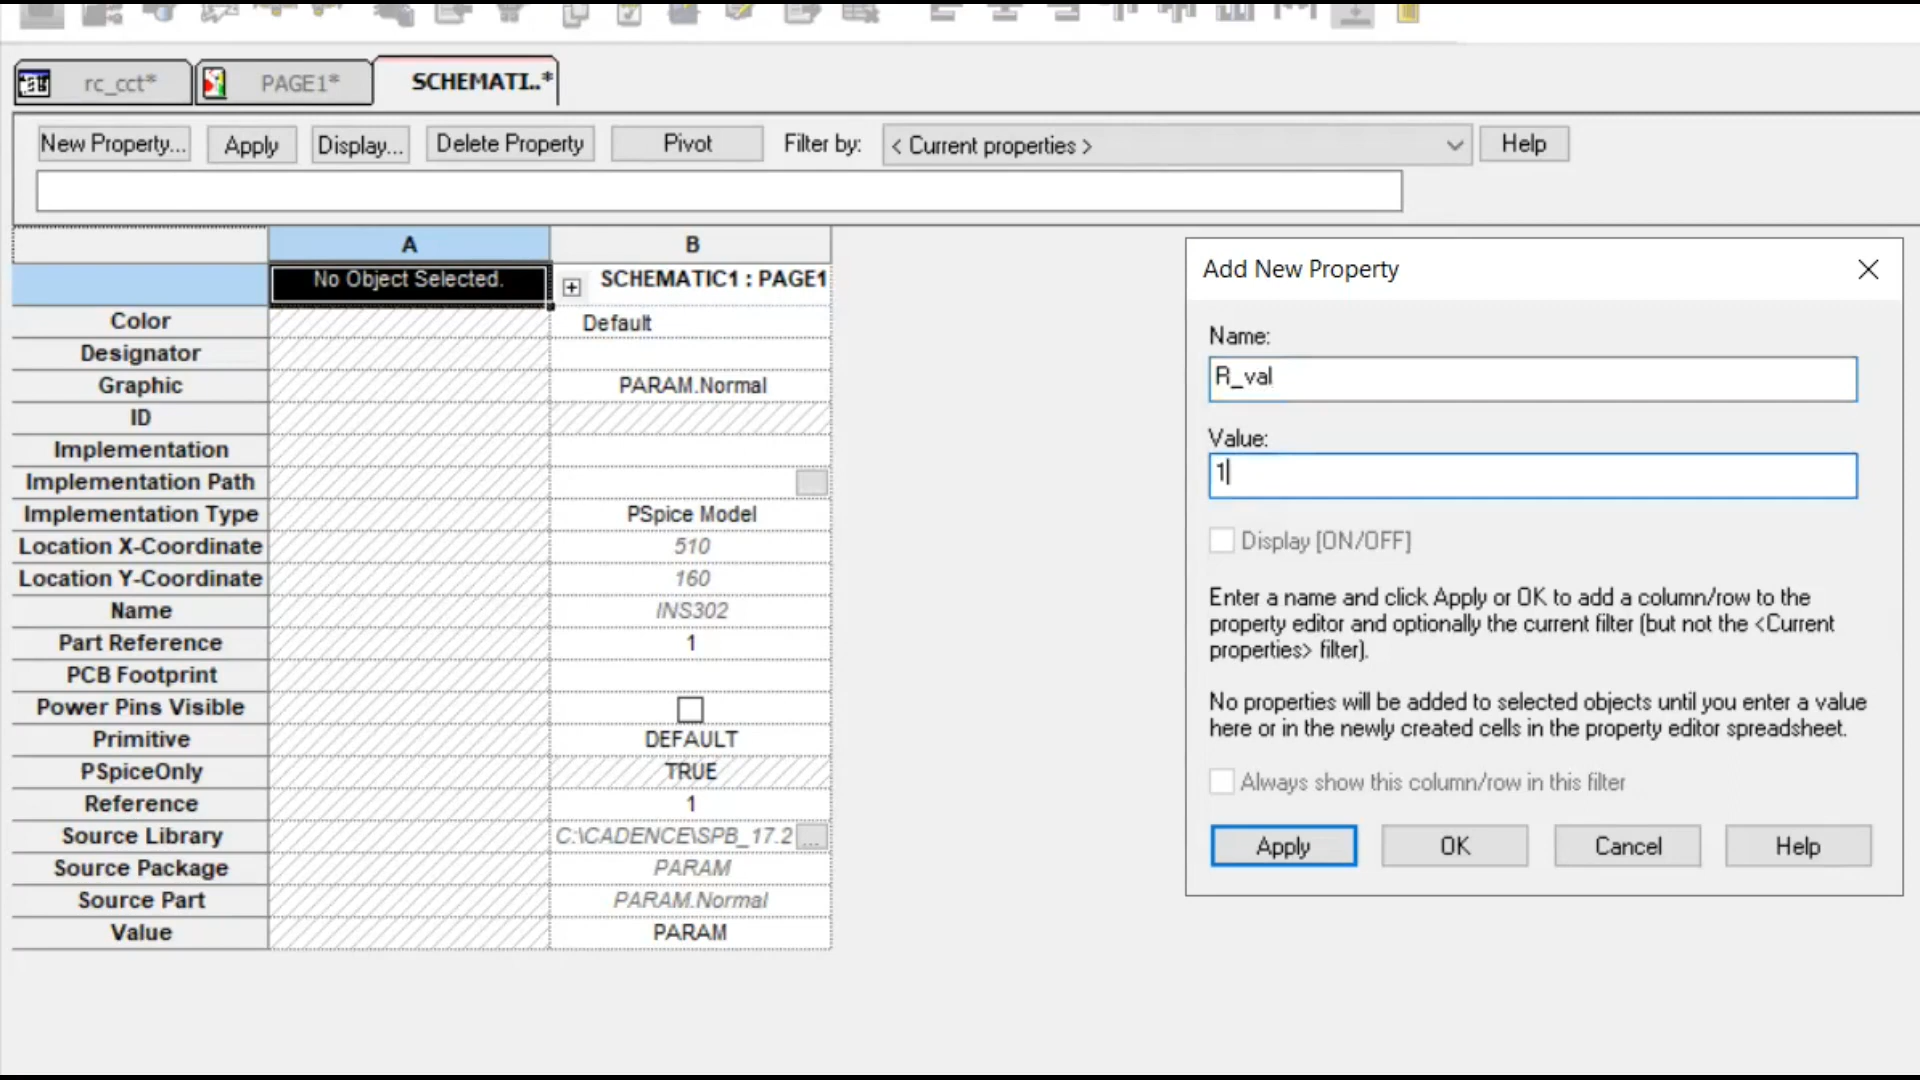 rc_cct*
PAGE1*
SCHEMATI..*
New Property...
Apply
Display...
Delete Property
Pivot
Filter by:
< Current properties >
Help
A
B
No Object Selected.
SCHEMATIC1 : PAGE1
Color
Default
Designator
Graphic
PARAM.Normal
ID
Implementation
Implementation Path
Implementation Type
PSpice Model
Location X-Coordinate
510
Location Y-Coordinate
160
Name
INS302
Part Reference
1
PCB Footprint
Power Pins Visible
Primitive
DEFAULT
PSpiceOnly
TRUE
Reference
1
Source Library
C:\CADENCE\SPB_17.2
...
Source Package
PARAM
Source Part
PARAM.Normal
Value
PARAM
Add New Property
Name:
R_val
Value:
1
Display [ON/OFF]
Enter a name and click Apply or OK to add a column/row to the
property editor and optionally the current filter (but not the <Current
properties> filter).
No properties will be added to selected objects until you enter a value
here or in the newly created cells in the property editor spreadsheet.
Always show this column/row in this filter
Apply
OK
Cancel
Help